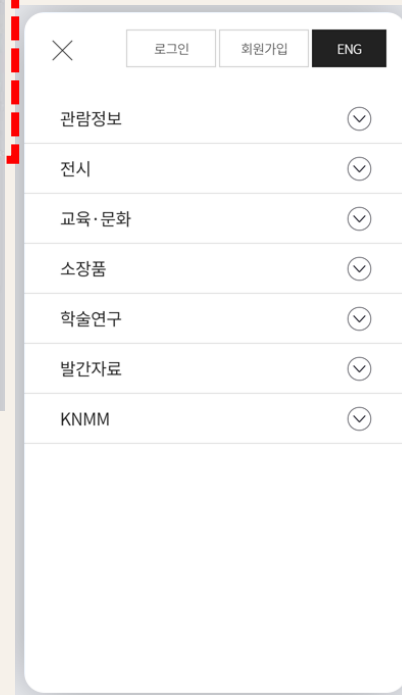 로그인 회원가입 ENG
관람정보
전시
교육·문화
소장품
학술연구
발간자료
KNMM